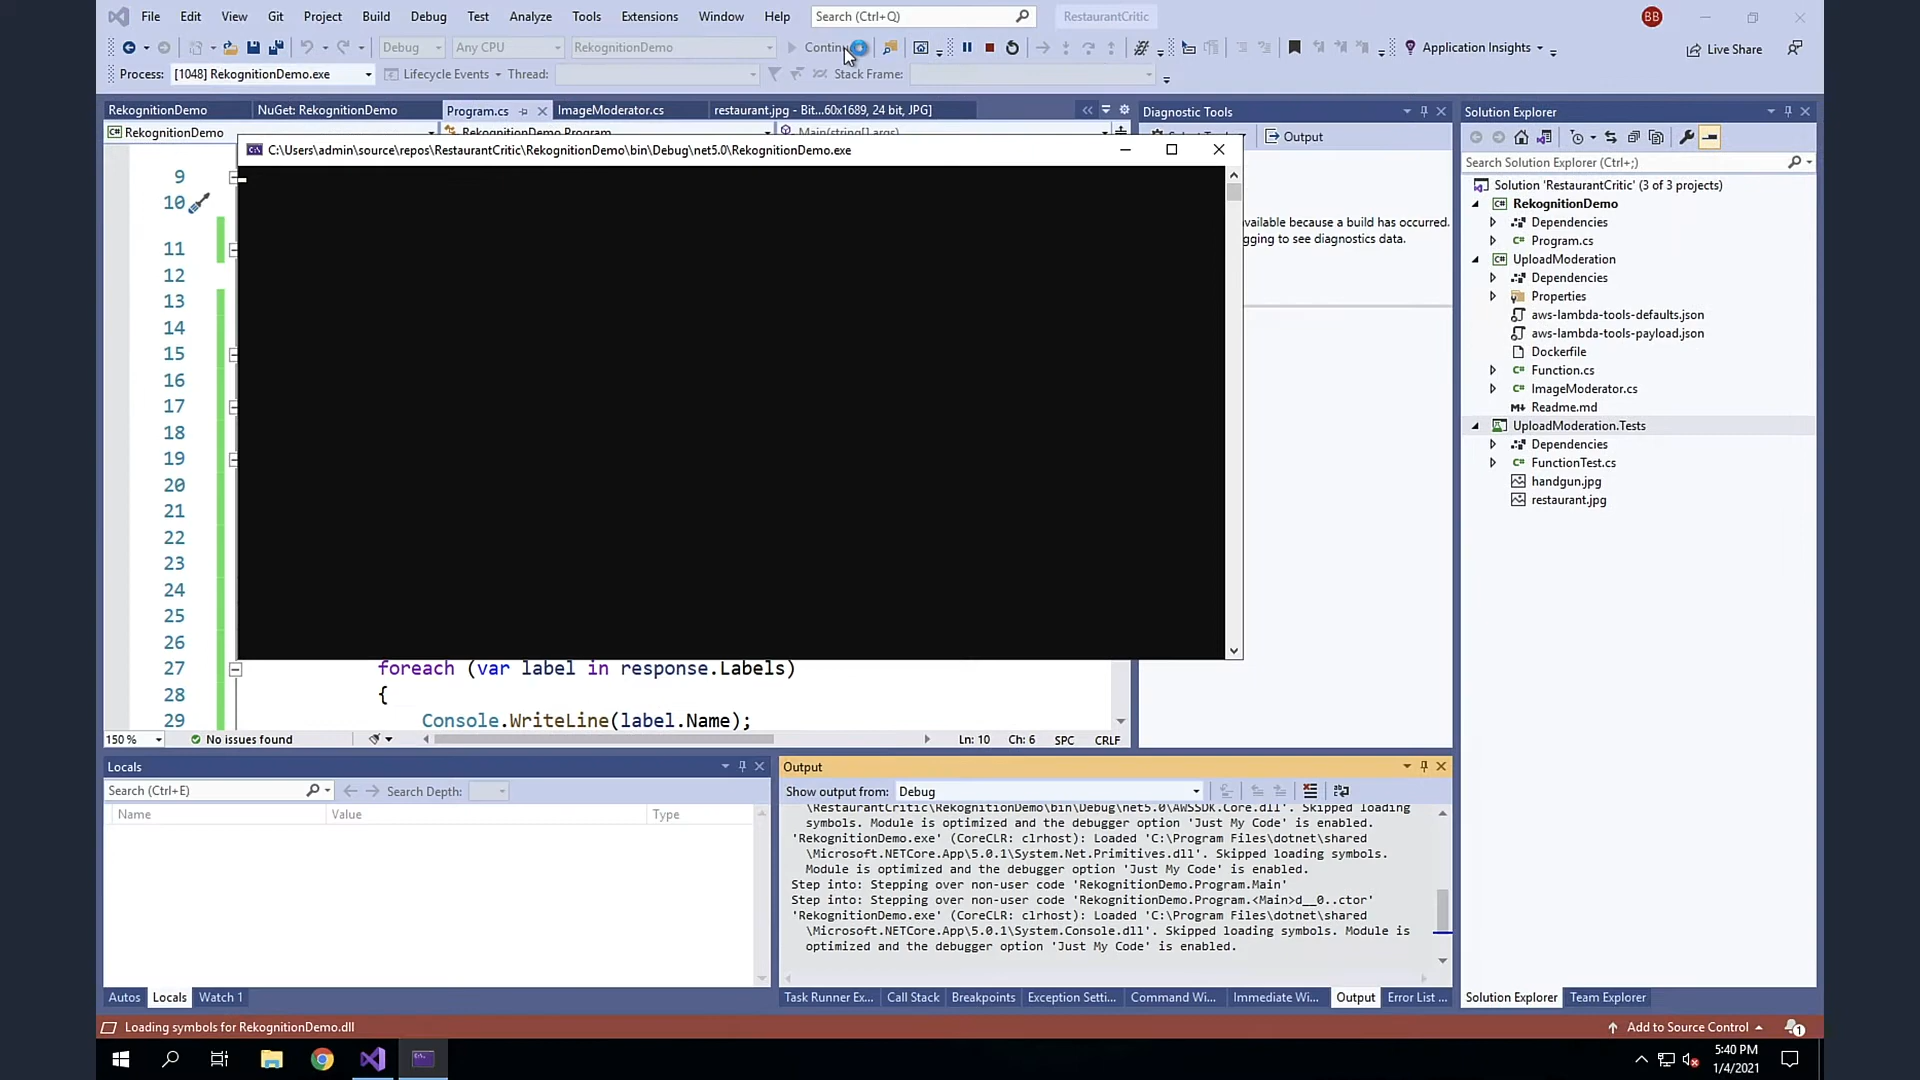 File Edit View Git Project Build Debug Test Analyze Tools Extensions Window Help Search (Ctrl+Q) RestaurantCritic BB
Debug Any CPU RekognitionDemo Application Insights Live Share
Process: [1048] RekognitionDemo.exe Lifecycle Events Thread: Stack Frame:
RekognitionDemo NuGet: RekognitionDemo Program.cs ImageModerator.cs restaurant.jpg - Bit...60x1689, 24 bit, JPG]
RekognitionDemo RekognitionDemo.Program Main(string[] args)
C:\Users\admin\source\repos\RestaurantCritic\RekognitionDemo\bin\Debug\net5.0\RekognitionDemo.exe
9
10
11
12
13
14
15
16
17
18
19
20
21
22
23
24
25
26
27 foreach (var label in response.Labels)
28 {
29 Console.WriteLine(label.Name);
150 % No issues found Ln: 10 Ch: 6 SPC CRLF
Diagnostic Tools
Output
available because a build has occurred.
gging to see diagnostics data.
Solution Explorer
Search Solution Explorer (Ctrl+;)
Solution 'RestaurantCritic' (3 of 3 projects)
RekognitionDemo
Dependencies
Program.cs
UploadModeration
Dependencies
Properties
aws-lambda-tools-defaults.json
aws-lambda-tools-payload.json
Dockerfile
Function.cs
ImageModerator.cs
Readme.md
UploadModeration.Tests
Dependencies
FunctionTest.cs
handgun.jpg
restaurant.jpg
Solution Explorer Team Explorer
Locals
Search (Ctrl+E) Search Depth:
Name Value Type
Autos Locals Watch 1
Output
Show output from: Debug
\RestaurantCritic\RekognitionDemo\bin\Debug\net5.0\AWSSDK.Core.dll'. Skipped loading
symbols. Module is optimized and the debugger option 'Just My Code' is enabled.
'RekognitionDemo.exe' (CoreCLR: clrhost): Loaded 'C:\Program Files\dotnet\shared
\Microsoft.NETCore.App\5.0.1\System.Net.Primitives.dll'. Skipped loading symbols.
Module is optimized and the debugger option 'Just My Code' is enabled.
Step into: Stepping over non-user code 'RekognitionDemo.Program.Main'
Step into: Stepping over non-user code 'RekognitionDemo.Program.<Main>d__0..ctor'
'RekognitionDemo.exe' (CoreCLR: clrhost): Loaded 'C:\Program Files\dotnet\shared
\Microsoft.NETCore.App\5.0.1\System.Console.dll'. Skipped loading symbols. Module is
optimized and the debugger option 'Just My Code' is enabled.
Task Runner Ex... Call Stack Breakpoints Exception Setti... Command Wi... Immediate Wi... Output Error List ...
Loading symbols for RekognitionDemo.dll Add to Source Control 1
5:40 PM
1/4/2021